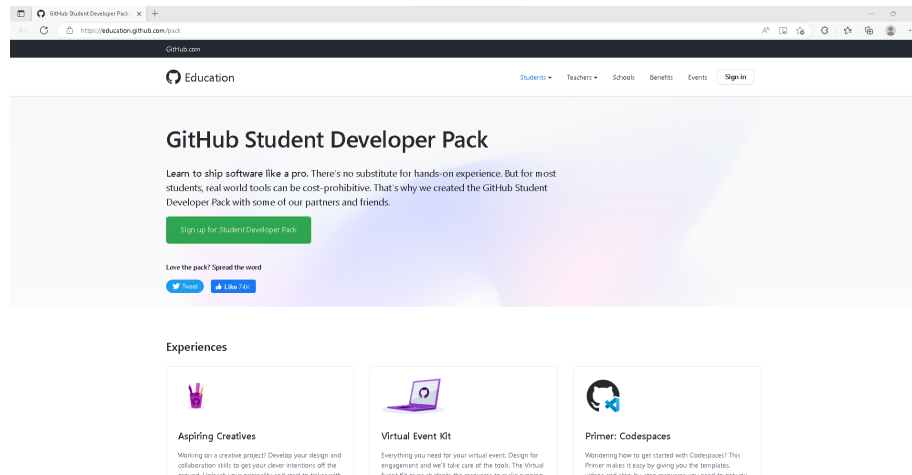 GitHub Student Developer Pack
https://education.github.com/pack
GitHub.com
Education
Students Teachers Schools Benefits Events Sign in
GitHub Student Developer Pack
Learn to ship software like a pro. There's no substitute for hands-on experience. But for most
students, real world tools can be cost-prohibitive. That's why we created the GitHub Student
Developer Pack with some of our partners and friends.
Sign up for Student Developer Pack
Love the pack? Spread the word
Tweet Like 74K
Experiences
Aspiring Creatives
Working on a creative project? Develop your design and
collaboration skills to get your clever intentions off the
Virtual Event Kit
Everything you need for your virtual event. Design for
engagement and we'll take care of the tools. The Virtual
Primer: Codespaces
Wondering how to get started with Codespaces? This
Primer makes it easy by giving you the templates,